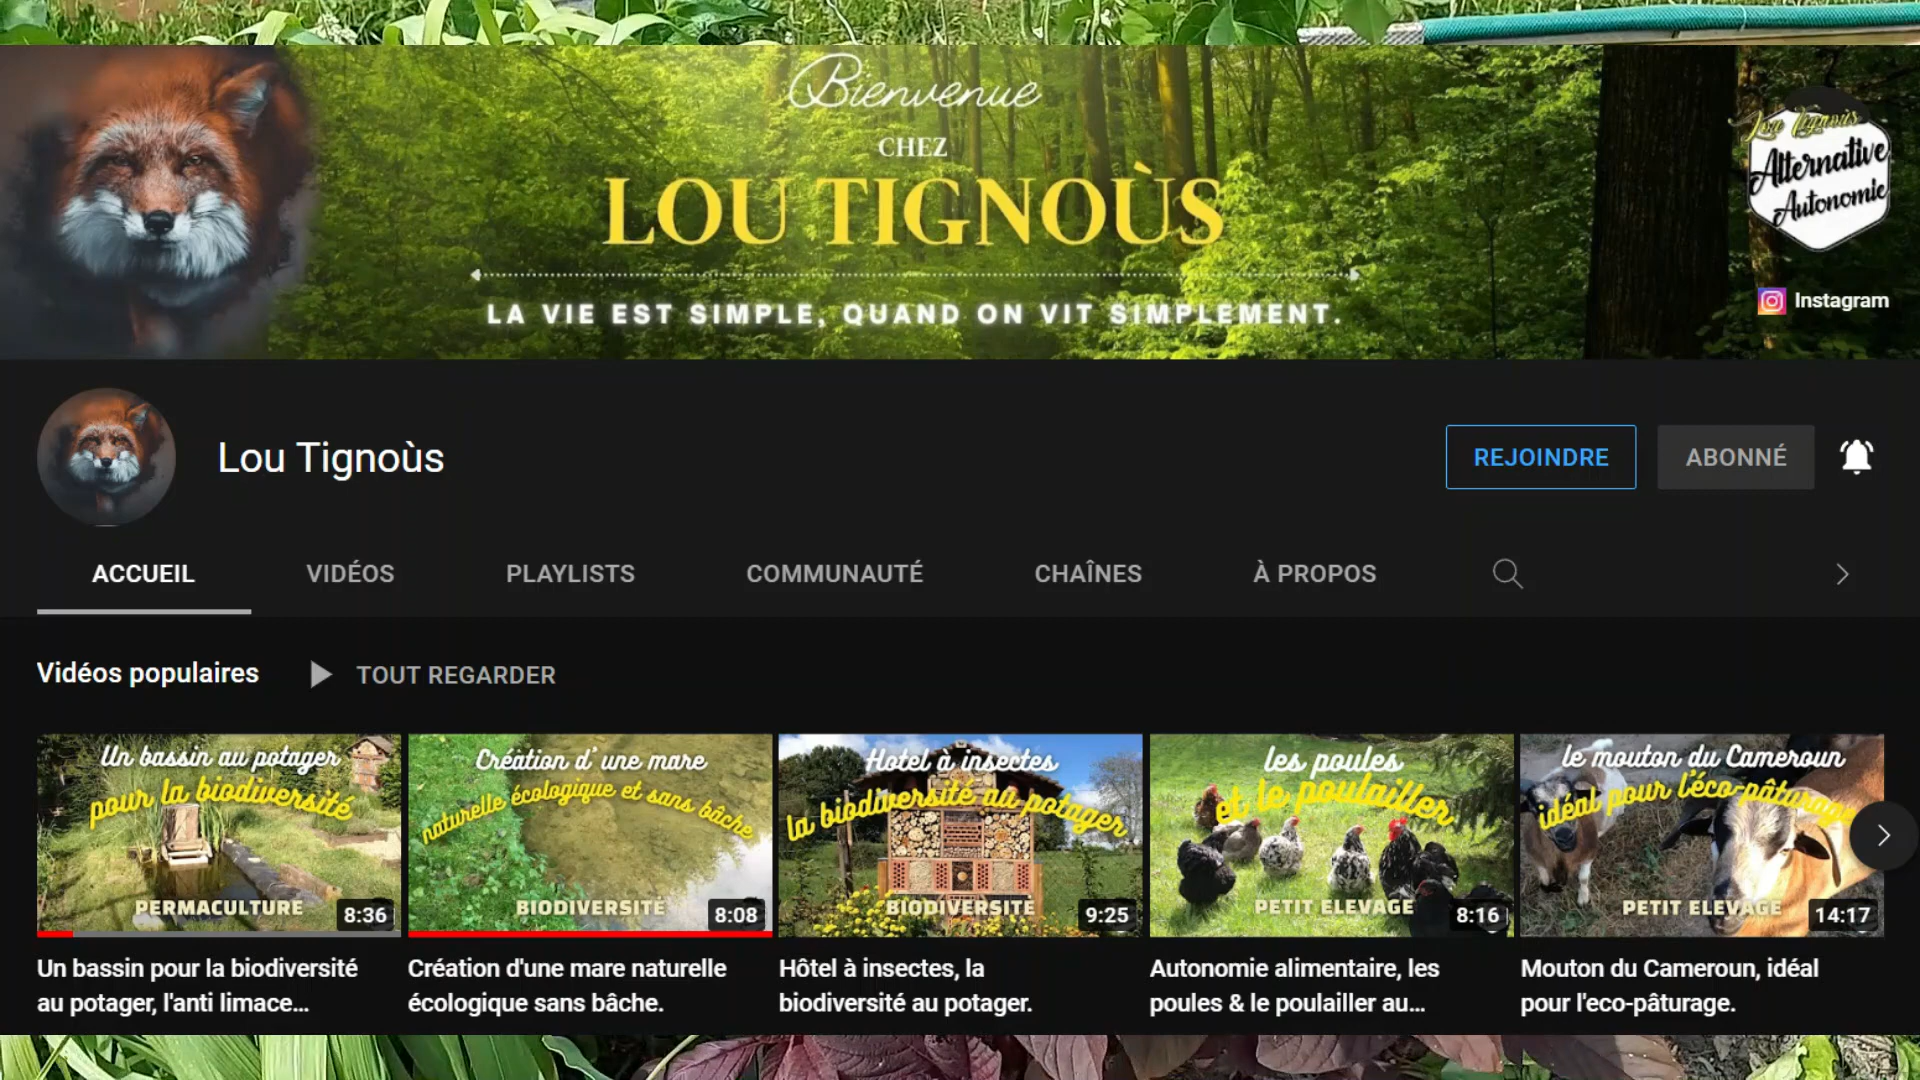 Bienvenue
CHEZ
LOU TIGNOÙS
LA VIE EST SIMPLE, QUAND ON VIT SIMPLEMENT.
Lou Tignoùs
Alternative
Autonomie
Instagram
Lou Tignoùs
REJOINDRE
ABONNÉ
ACCUEIL
VIDÉOS
PLAYLISTS
COMMUNAUTÉ
CHAÎNES
À PROPOS
Vidéos populaires
TOUT REGARDER
Un bassin au potager
pour la biodiversité
PERMACULTURE
8:36
Un bassin pour la biodiversité
au potager, l'anti limace...
Création d'une mare
naturelle écologique et sans bâche
BIODIVERSITÉ
8:08
Création d'une mare naturelle
écologique sans bâche.
Hotel à insectes
la biodiversité au potager
BIODIVERSITÉ
9:25
Hôtel à insectes, la
biodiversité au potager.
les poules
et le poulailler
PETIT ELEVAGE
8:16
Autonomie alimentaire, les
poules & le poulailler au...
le mouton du Cameroun
idéal pour l'éco-pâturage
PETIT ELEVAGE
14:17
Mouton du Cameroun, idéal
pour l'eco-pâturage.